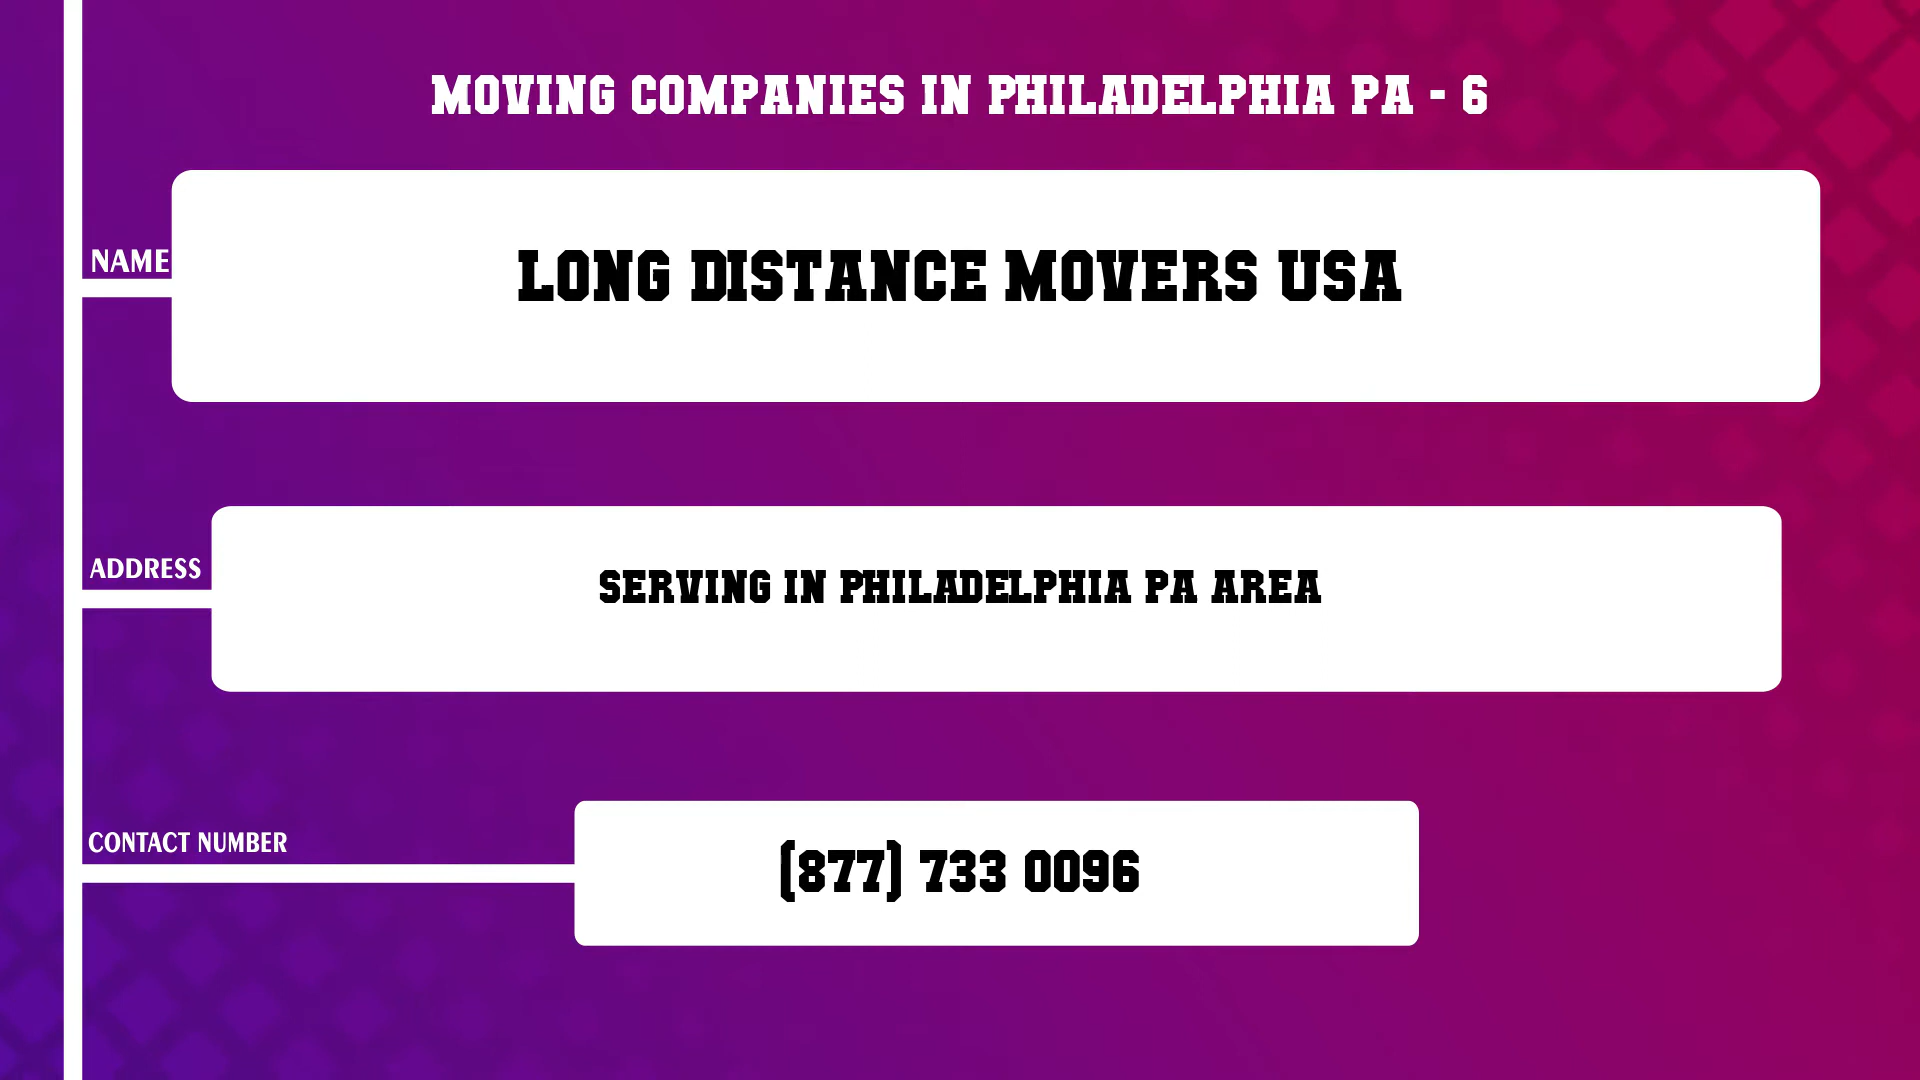 MOVING COMPANIES IN PHILADELPHIA PA - 6
NAME
LONG DISTANCE MOVERS USA
ADDRESS
SERVING IN PHILADELPHIA PA AREA
CONTACT NUMBER
(877) 733 0096